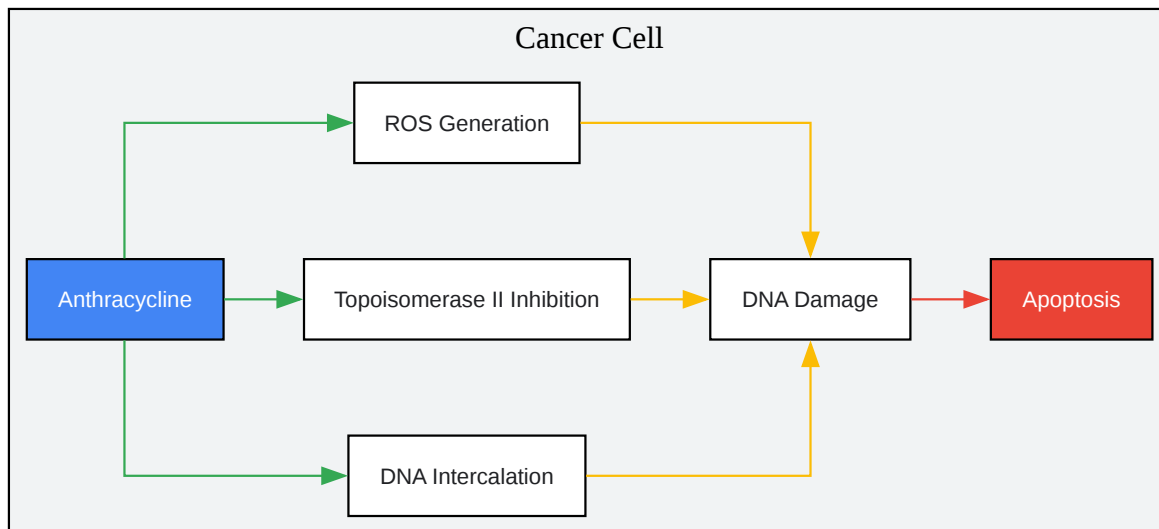 Cancer Cell
ROS Generation
Anthracycline
Topoisomerase II Inhibition
DNA Damage
Apoptosis
DNA Intercalation